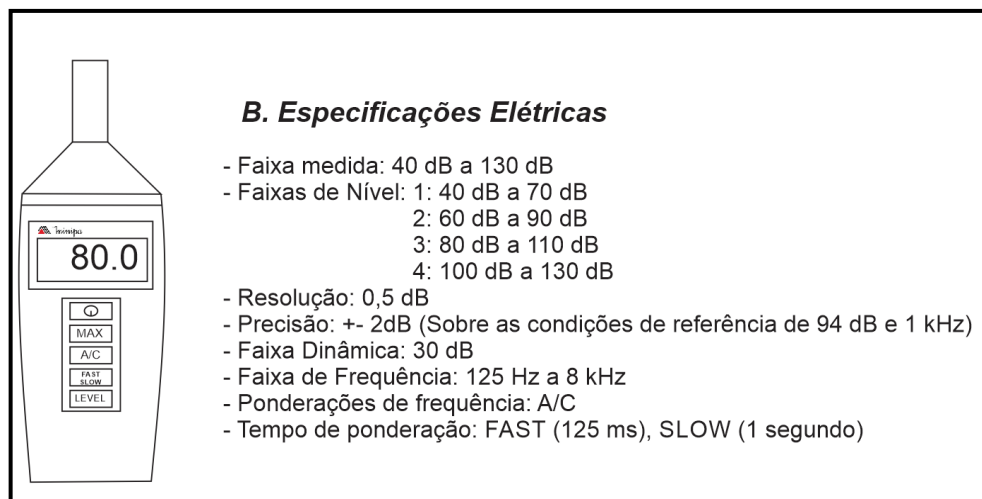 B. Especificações Elétricas
- Faixa medida: 40 dB a 130 dB
- Faixas de Nível: 1: 40 dB a 70 dB
2: 60 dB a 90 dB
3: 80 dB a 110 dB
4: 100 dB a 130 dB
- Resolução: 0,5 dB
- Precisão: +- 2dB (Sobre as condições de referência de 94 dB e 1 kHz)
- Faixa Dinâmica: 30 dB
- Faixa de Frequência: 125 Hz a 8 kHz
- Ponderações de frequência: A/C
- Tempo de ponderação: FAST (125 ms), SLOW (1 segundo)
Minipa
80.0
MAX
A/C
FAST
SLOW
LEVEL